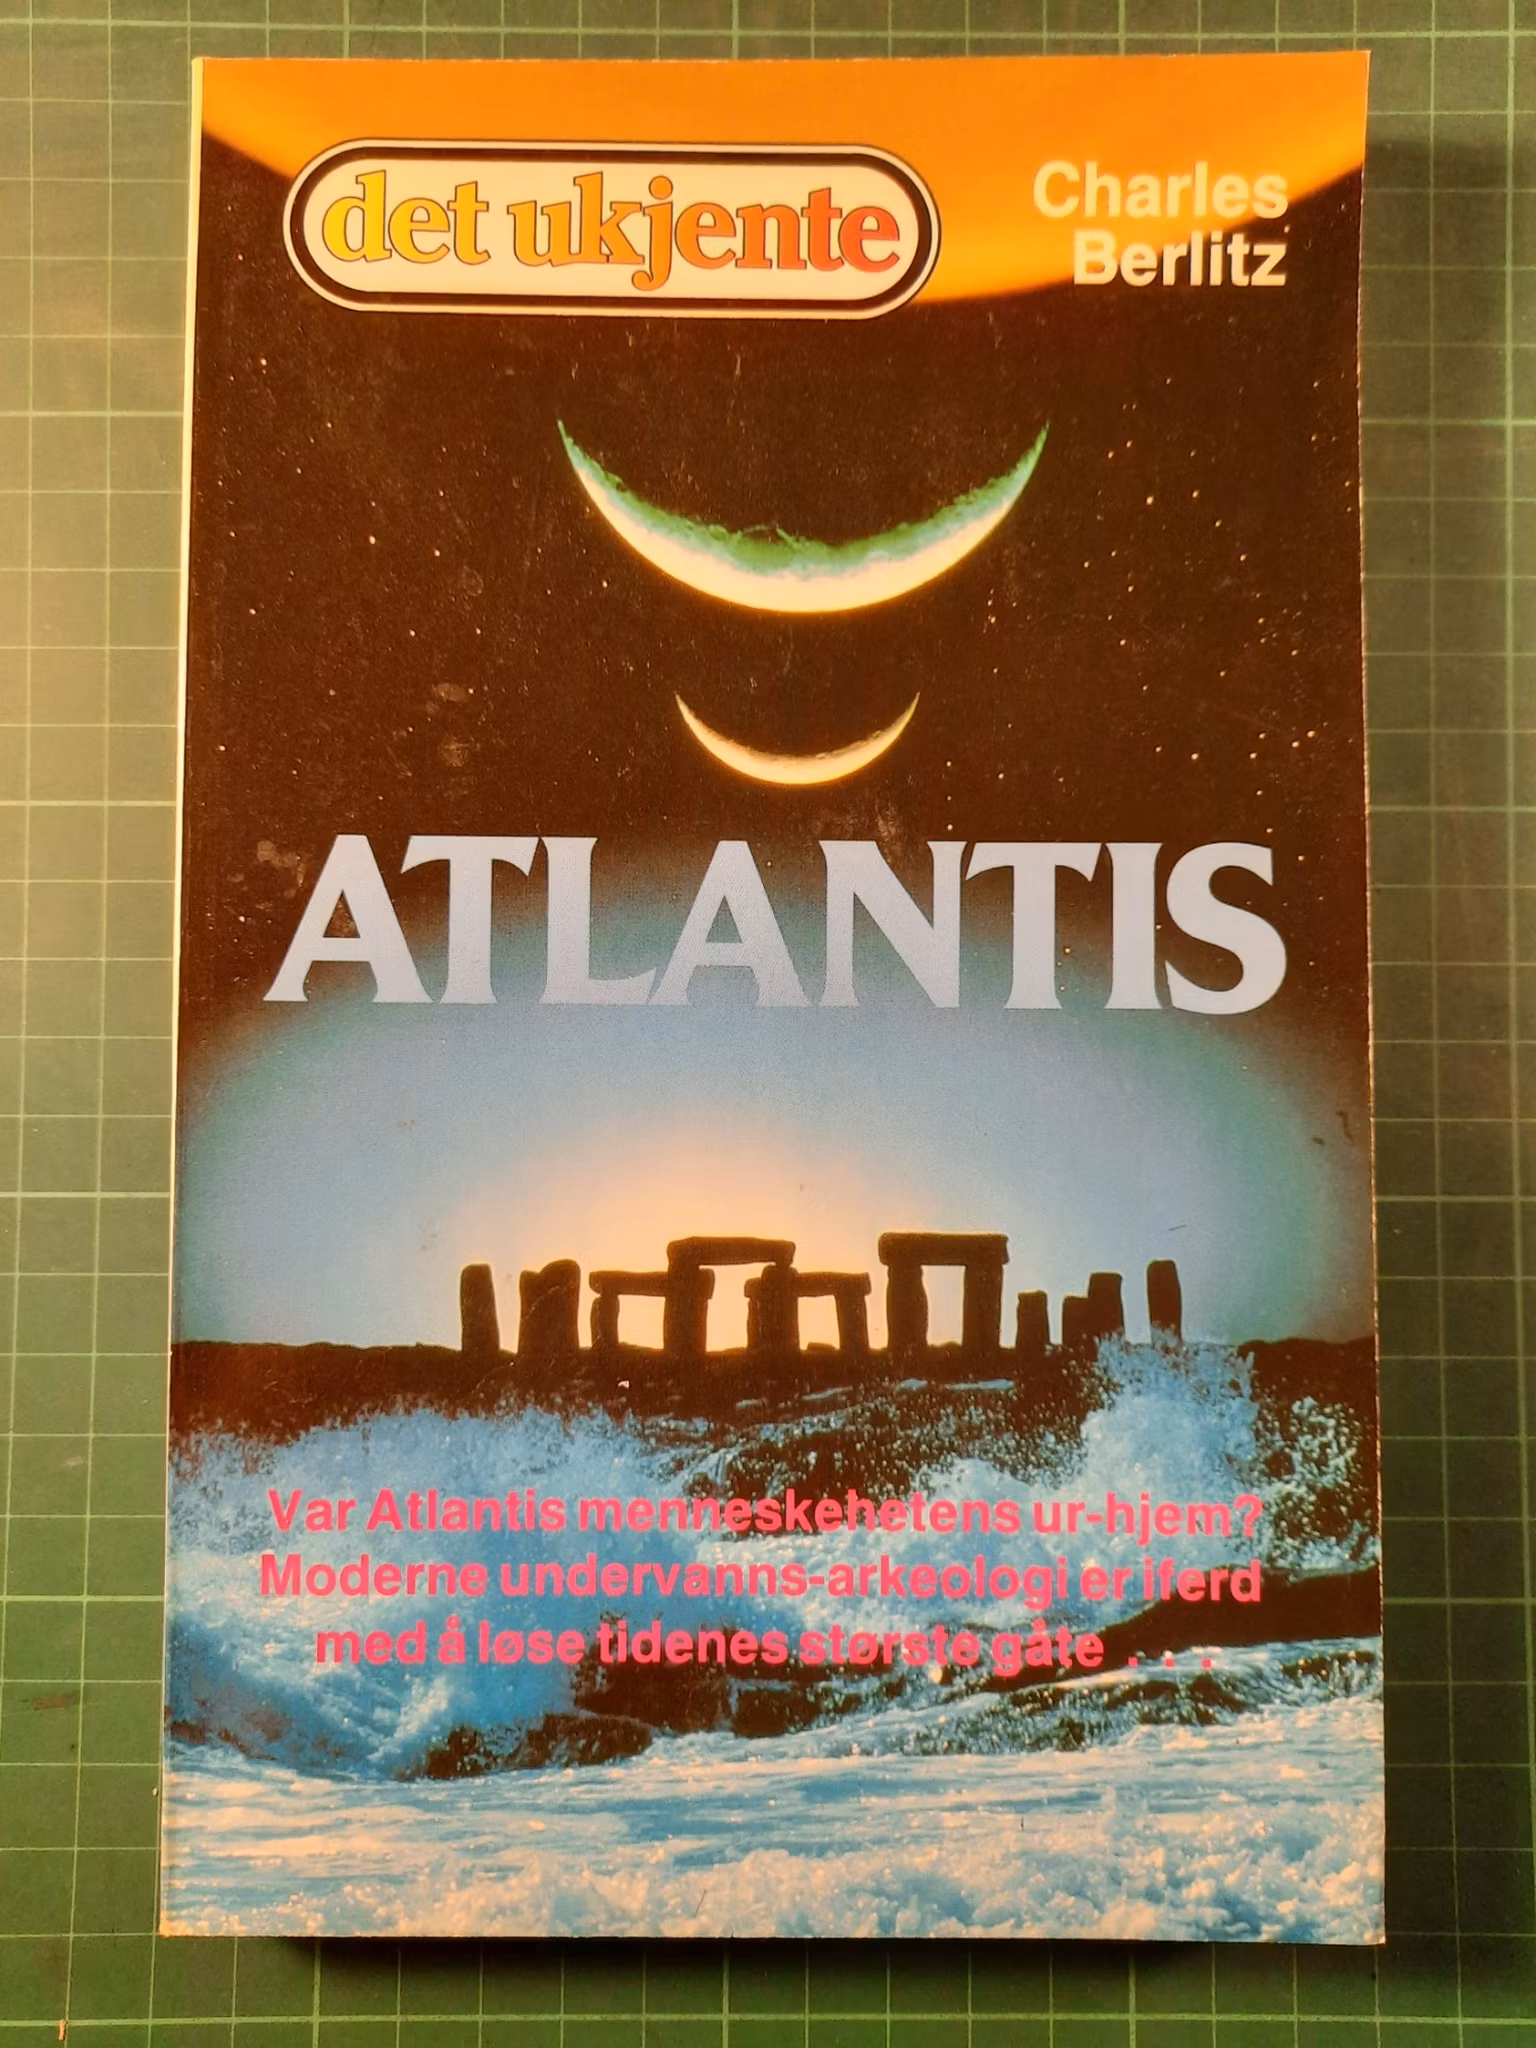 det ukjente
Charles
Berlitz
ATLANTIS
Var Atlantis menneskehetens ur-hjem?
Moderne undervanns-arkeologi er iferd
med å løse tidenes største gåte . . .